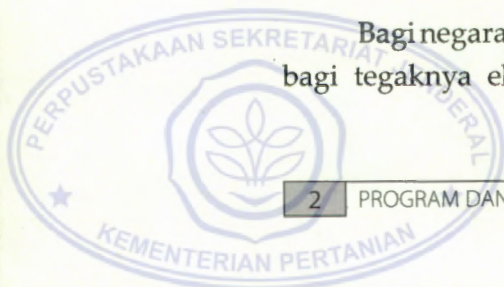 Bagi negara
bagi tegaknya
2 PROGRAM DAN
PERPUSTAKAAN SEKRETARIAT JENDERAL
KEMENTERIAN PERTANIAN